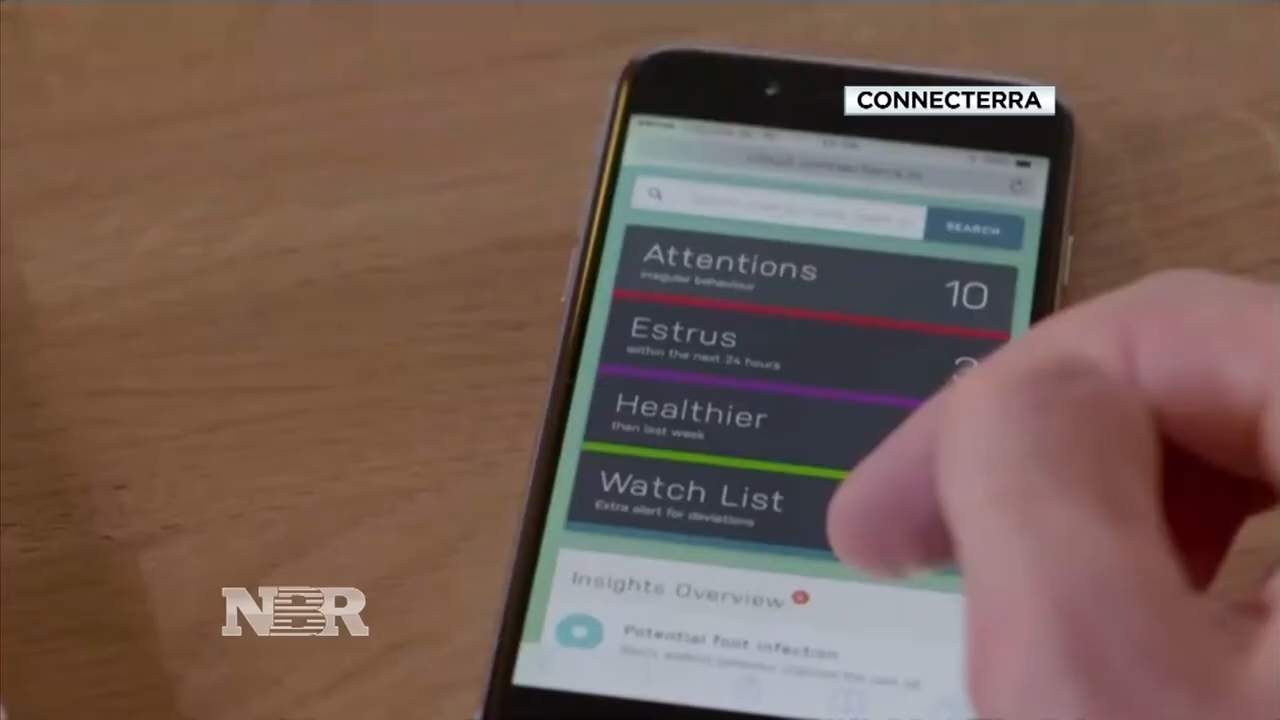 CONNECTERRA
SEARCH
Attentions
Irregular behaviour
10
Estrus
within the next 24 hours
Healthier
than last week
Watch List
Extra alert for deviations
Insights Overview
Potential foot infection
NBR